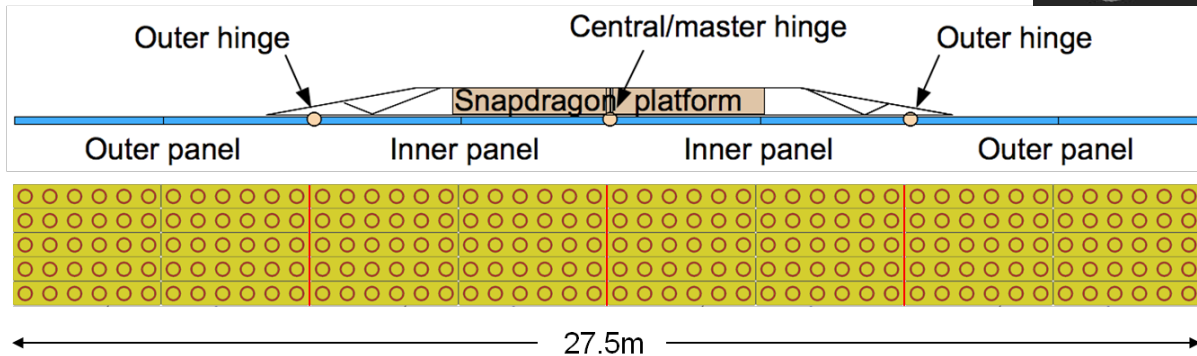 Outer hinge
Central/master hinge
Outer hinge
Snapdragon platform
Outer panel
Inner panel
Inner panel
Outer panel
27.5m